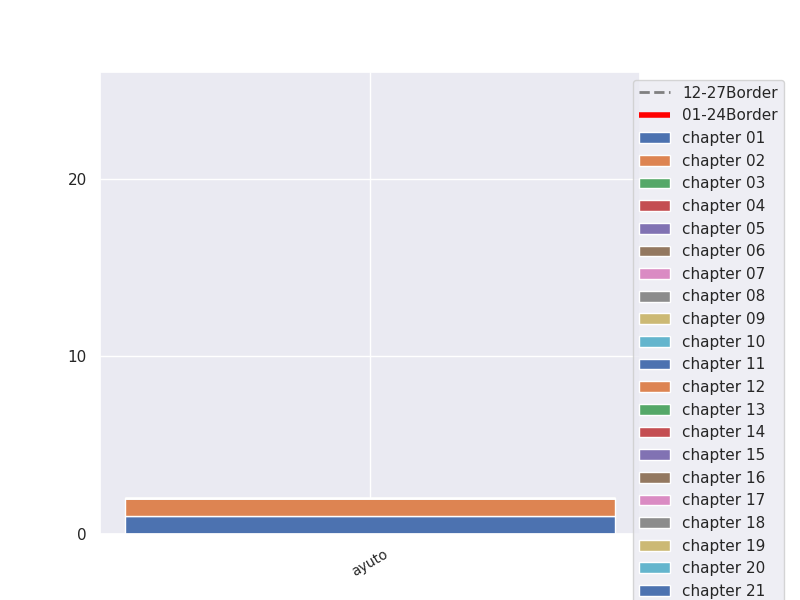 20
10
0
ayuto
12-27Border
01-24Border
chapter 01
chapter 02
chapter 03
chapter 04
chapter 05
chapter 06
chapter 07
chapter 08
chapter 09
chapter 10
chapter 11
chapter 12
chapter 13
chapter 14
chapter 15
chapter 16
chapter 17
chapter 18
chapter 19
chapter 20
chapter 21